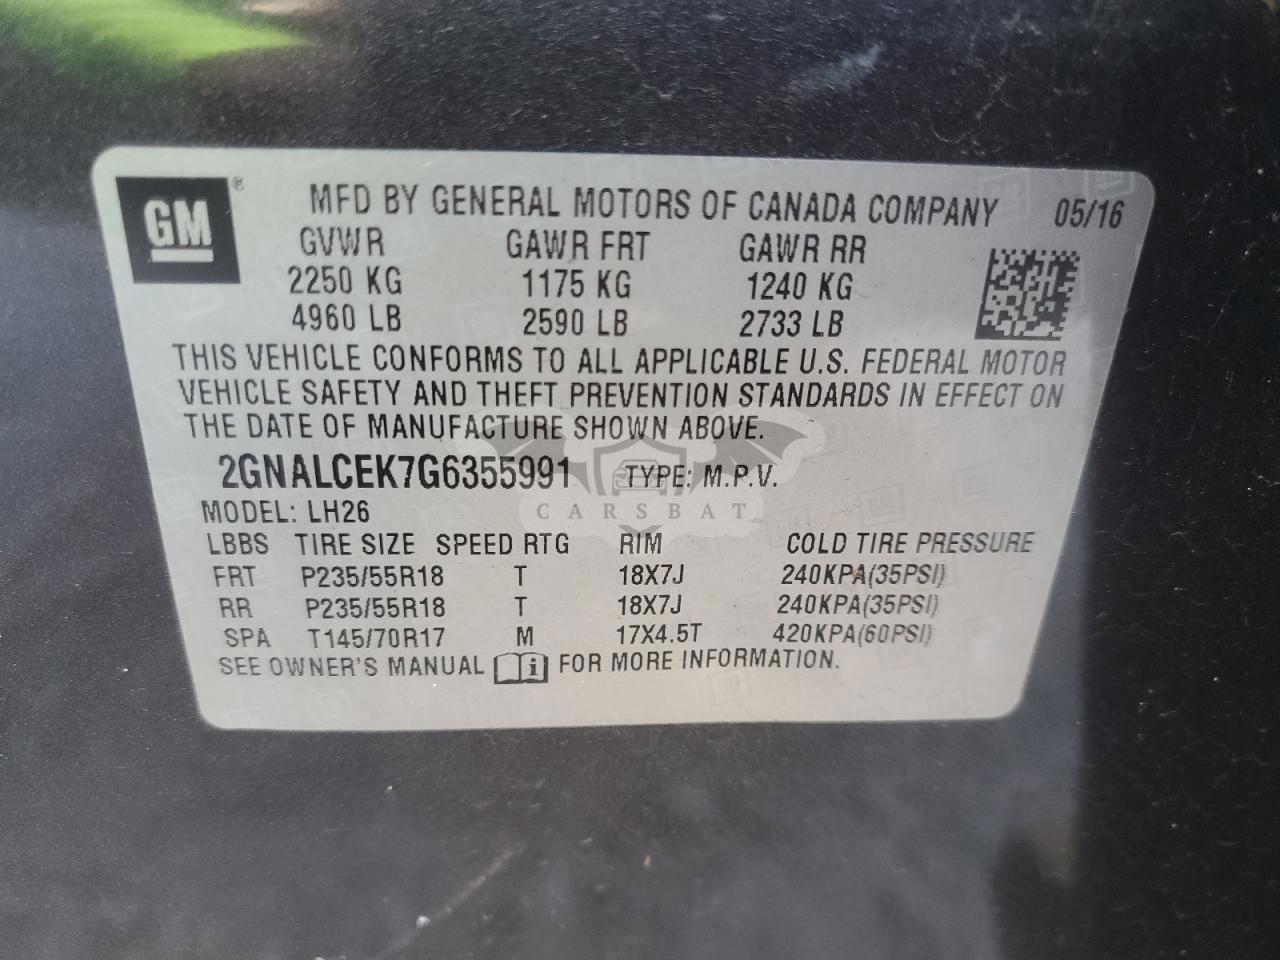 GM ® MFD BY GENERAL MOTORS OF CANADA COMPANY 05/16
GVWR GAWR FRT GAWR RR
2250 KG 1175 KG 1240 KG
4960 LB 2590 LB 2733 LB
THIS VEHICLE CONFORMS TO ALL APPLICABLE U.S. FEDERAL MOTOR
VEHICLE SAFETY AND THEFT PREVENTION STANDARDS IN EFFECT ON
THE DATE OF MANUFACTURE SHOWN ABOVE.
2GNALCEK7G6355991 TYPE: M.P.V.
CARSBAT
MODEL: LH26
LBBS TIRE SIZE SPEED RTG RIM COLD TIRE PRESSURE
FRT P235/55R18 T 18X7J 240KPA(35PSI)
RR P235/55R18 T 18X7J 240KPA(35PSI)
SPA T145/70R17 M 17X4.5T 420KPA(60PSI)
SEE OWNER'S MANUAL i FOR MORE INFORMATION.